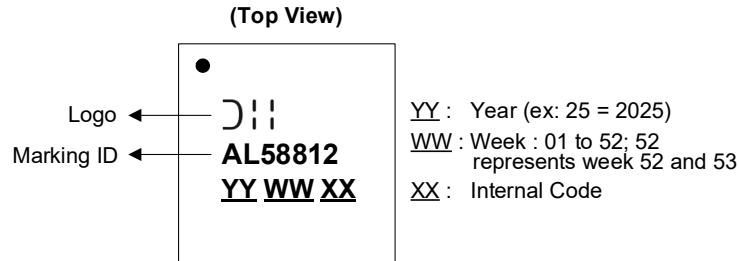 (Top View)
Logo
Marking ID
AL58812
YY WW XX
YY : Year (ex: 25 = 2025)
WW : Week : 01 to 52; 52
represents week 52 and 53
XX : Internal Code